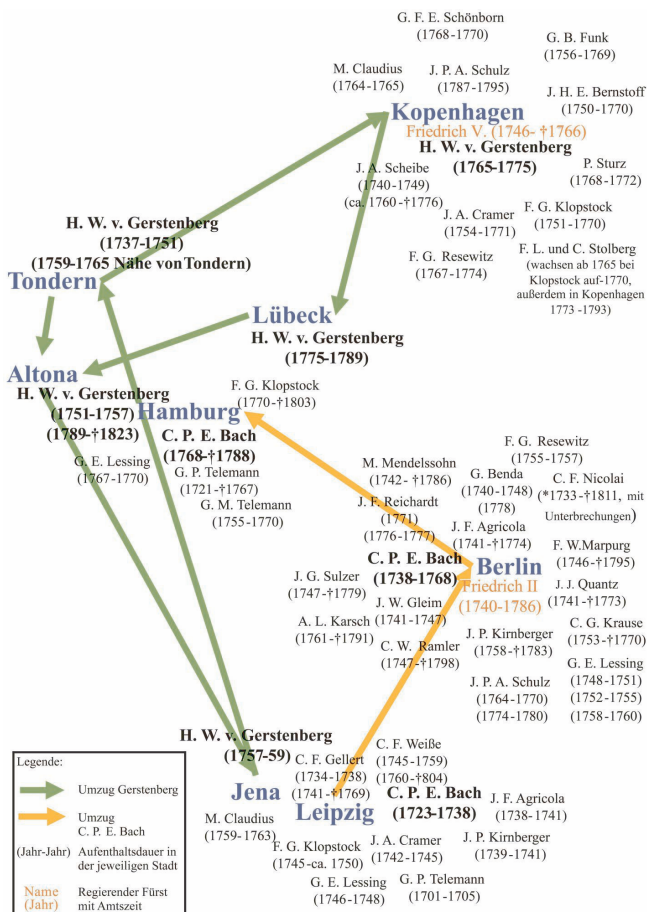 G. F. E. Schönborn
(1768-1770)
G. B. Funk
(1756-1769)
M. Claudius
(1764-1765)
J. P. A. Schulz
(1787-1795)
J. H. E. Bernstoff
(1750-1770)
Kopenhagen
Friedrich V. (1746- †1766)
H. W. v. Gerstenberg
(1765-1775)
J. A. Scheibe
(1740-1749)
(ca. 1760-†1776)
P. Sturz
(1768-1772)
J. A. Cramer
(1754-1771)
F. G. Klopstock
(1751-1770)
F. G. Resewitz
(1767-1774)
F. L. und C. Stolberg
(wachsen ab 1765 bei
Klopstock auf-1770,
außerdem in Kopenhagen
1773-1793)
H. W. v. Gerstenberg
(1737-1751)
(1759-1765 Nähe von Tondern)
Tondern
Lübeck
H. W. v. Gerstenberg
(1775-1789)
Altona
H. W. v. Gerstenberg
(1751-1757)
(1789-†1823)
F. G. Klopstock
(1770-†1803)
Hamburg
C. P. E. Bach
(1768-†1788)
G. E. Lessing
(1767-1770)
G. P. Telemann
(1721-†1767)
G. M. Telemann
(1755-1770)
F. G. Resewitz
(1755-1757)
M. Mendelssohn
(1742- †1786)
G. Benda
(1740-1748)
(1778)
C. F. Nicolai
(*1733-†1811, mit
Unterbrechungen)
J. F. Reichardt
(1771)
(1776-1777)
J. F. Agricola
(1741-†1774)
C. P. E. Bach
(1738-1768)
Berlin
Friedrich II
(1740-1786)
F. W.Marpurg
(1746-†1795)
J. G. Sulzer
(1747-†1779)
J. W. Gleim
(1741-1747)
J. J. Quantz
(1741-†1773)
A. L. Karsch
(1761-†1791)
C. W. Ramler
(1747-†1798)
J. P. Kirnberger
(1758-†1783)
C. G. Krause
(1753-†1770)
J. P. A. Schulz
(1764-1770)
(1774-1780)
G. E. Lessing
(1748-1751)
(1752-1755)
(1758-1760)
H. W. v. Gerstenberg
(1757-59)
Jena
M. Claudius
(1759-1763)
C. F. Gellert
(1734-1738)
(1741-†1769)
C. F. Weiße
(1745-1759)
(1760-†804)
Leipzig
C. P. E. Bach
(1723-1738)
J. F. Agricola
(1738-1741)
F. G. Klopstock
(1745-ca. 1750)
J. A. Cramer
(1742-1745)
J. P. Kirnberger
(1739-1741)
G. E. Lessing
(1746-1748)
G. P. Telemann
(1701-1705)
Legende:
Umzug Gerstenberg
Umzug
C. P. E. Bach
(Jahr-Jahr) Aufenthaltsdauer in
der jeweiligen Stadt
Name Regierender Fürst
(Jahr) mit Amtszeit